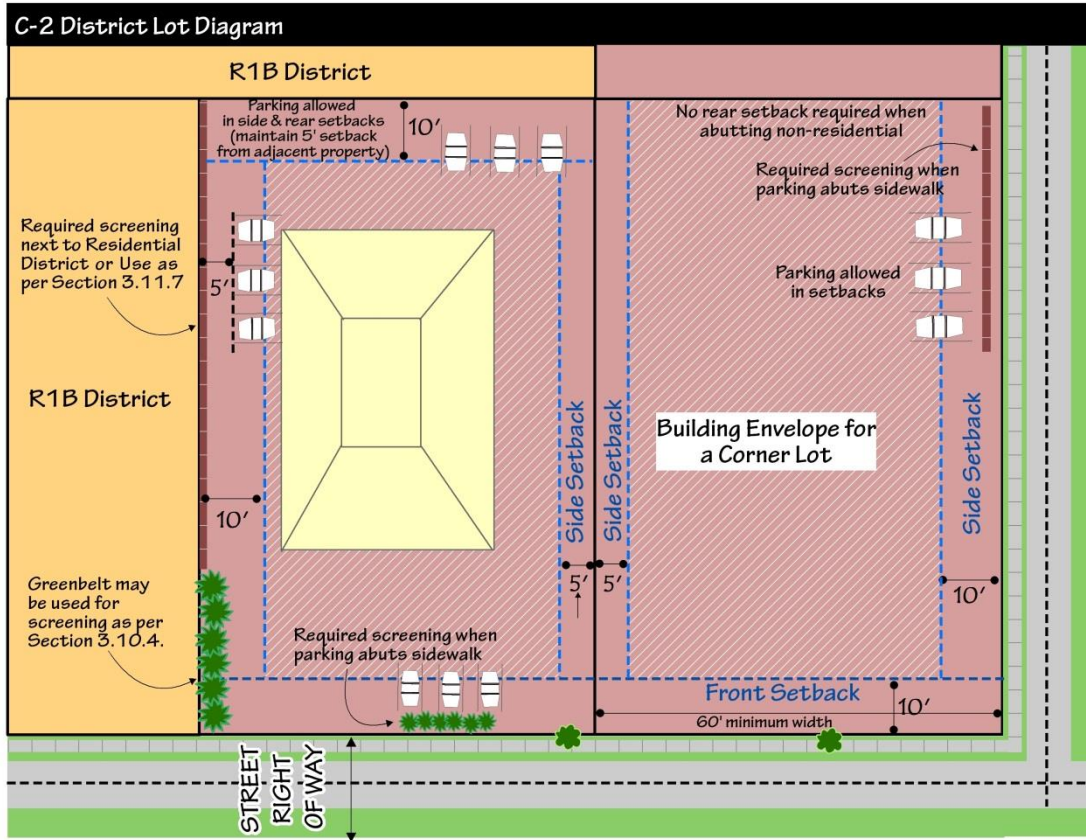 C-2 District Lot Diagram
R1B District
Parking allowed
in side & rear setbacks
(maintain 5' setback
from adjacent property)
10'
No rear setback required when
abutting non-residential
Required screening when
parking abuts sidewalk
Required screening
next to Residential
District or Use as
per Section 3.11.7
5'
Parking allowed
in setbacks
R1B District
Building Envelope for
a Corner Lot
Side Setback
Side Setback
Side Setback
10'
5'
5'
10'
Greenbelt may
be used for
screening as per
Section 3.10.4.
Required screening when
parking abuts sidewalk
Front Setback
10'
60' minimum width
STREET
RIGHT
OF WAY